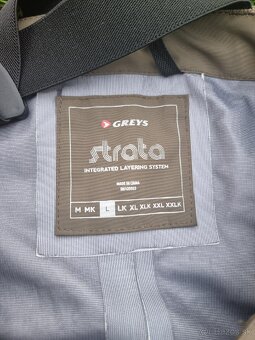 GREYS
strata
INTEGRATED LAYERING SYSTEM
MADE IN CHINA
M MK L LK XL XLK XXL XXLK